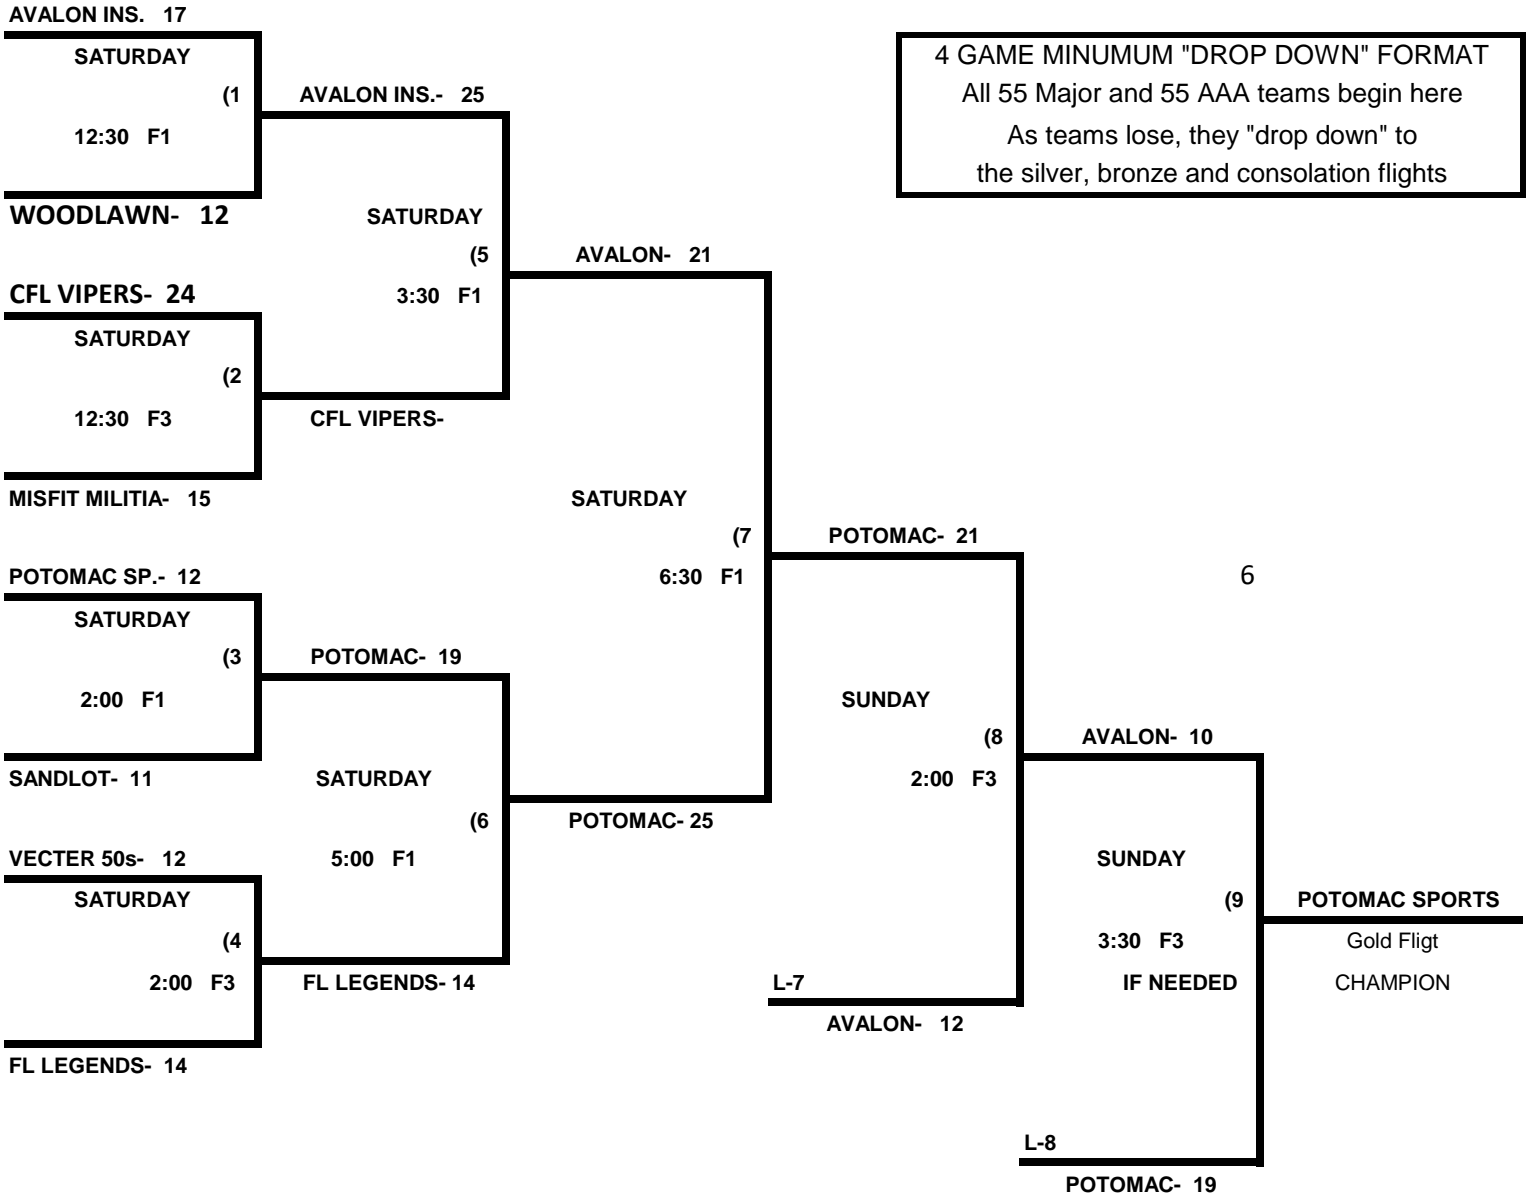 AVALON INS. 17
SATURDAY
(1
12:30 F1
WOODLAWN- 12
CFL VIPERS- 24
SATURDAY
(2
12:30 F3
MISFIT MILITIA- 15
POTOMAC SP.- 12
SATURDAY
(3
2:00 F1
SANDLOT- 11
VECTER 50s- 12
SATURDAY
(4
2:00 F3
FL LEGENDS- 14
AVALON INS.- 25
SATURDAY
(5
3:30 F1
CFL VIPERS-
POTOMAC- 19
SATURDAY
(6
5:00 F1
FL LEGENDS- 14
AVALON- 21
SATURDAY
(7
6:30 F1
POTOMAC- 25
POTOMAC- 21
SUNDAY
(8
2:00 F3
L-7
AVALON- 12
AVALON- 10
SUNDAY
(9
3:30 F3
IF NEEDED
L-8
POTOMAC- 19
4 GAME MINUMUM "DROP DOWN" FORMAT
All 55 Major and 55 AAA teams begin here
As teams lose, they "drop down" to
the silver, bronze and consolation flights
6
POTOMAC SPORTS
Gold Fligt
CHAMPION